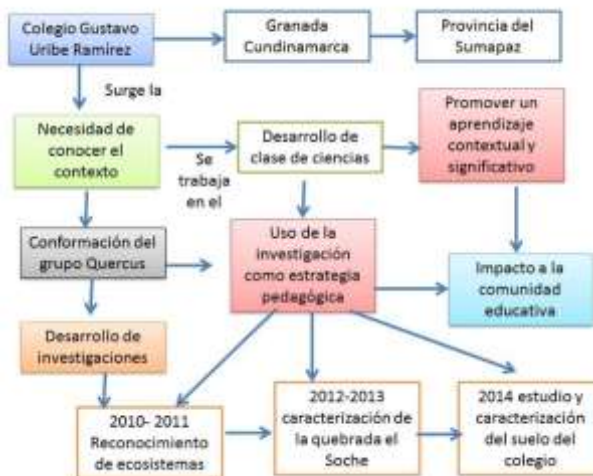 Colegio Gustavo
Uribe Ramírez
Granada
Cundinamarca
Provincia del
Sumapaz
Surge la
Necesidad de
conocer el
contexto
Se
trabaja
en el
Desarrollo de
clase de ciencias
Promover un
aprendizaje
contextual y
significativo
Conformación del
grupo Quercus
Uso de la
investigación
como estrategia
pedagógica
Impacto a la
comunidad
educativa
Desarrollo de
investigaciones
2010- 2011
Reconocimiento
de ecosistemas
2012-2013
caracterización de
la quebrada el
Soche
2014 estudio y
caracterización
del suelo del
colegio